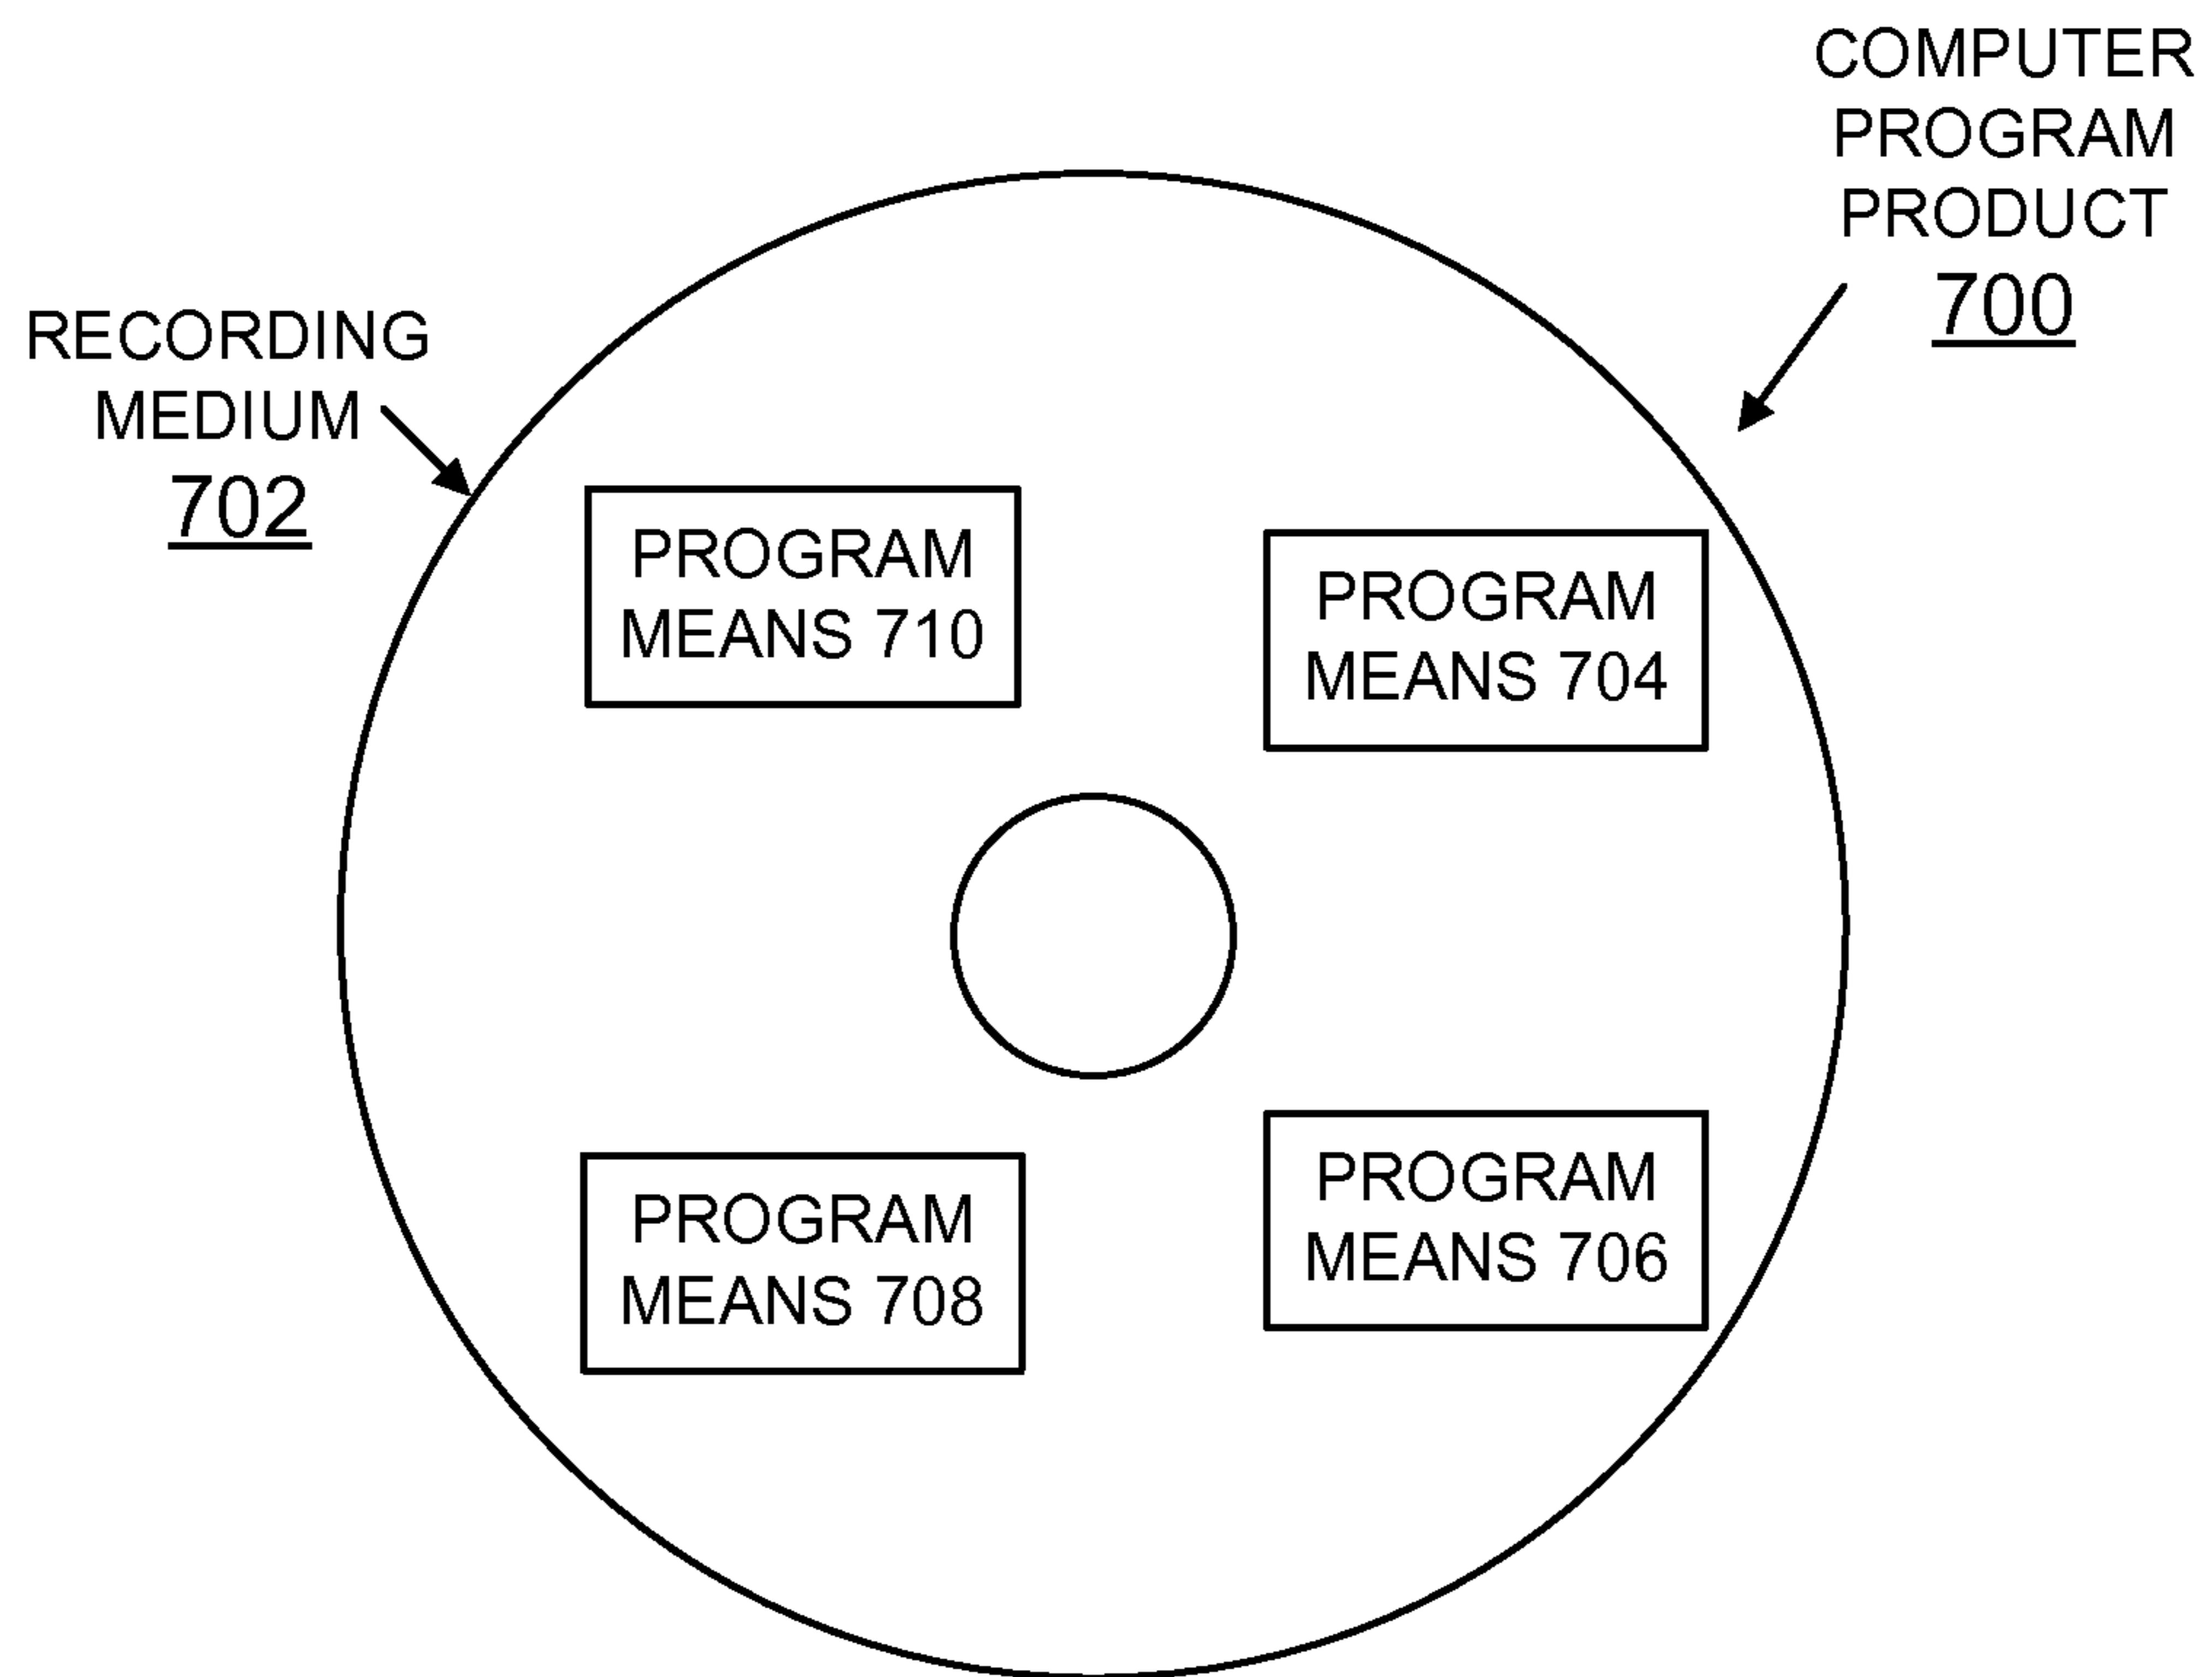 COMPUTER
PROGRAM
PRODUCT
700
RECORDING
MEDIUM
702
PROGRAM
MEANS 710
PROGRAM
MEANS 704
PROGRAM
MEANS 708
PROGRAM
MEANS 706